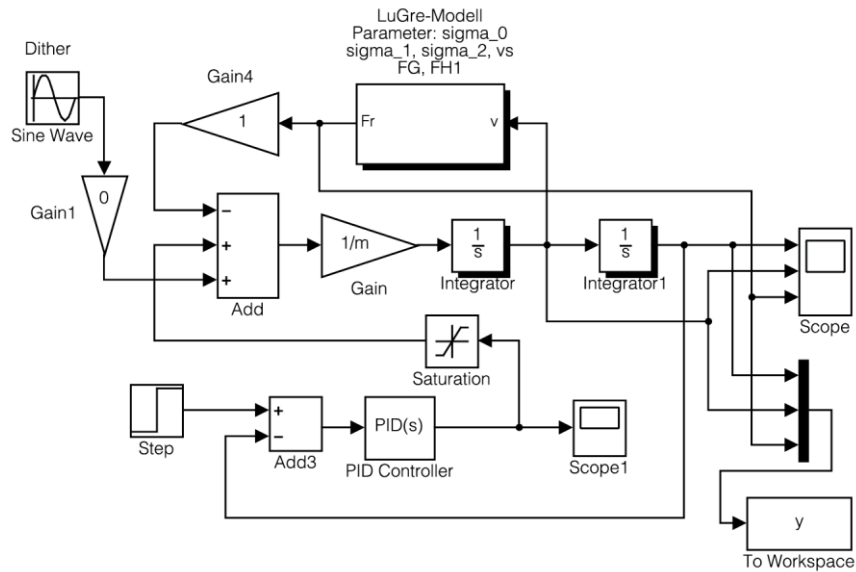 LuGre-Modell
Parameter: sigma_0
sigma_1, sigma_2, vs
FG, FH1
Dither
Gain4
Sine Wave
1
Fr
v
0
Gain1
−
+
+
Add
1/m
Gain
1
s
Integrator
1
s
Integrator1
Scope
Saturation
Step
+
−
Add3
PID(s)
PID Controller
Scope1
y
To Workspace